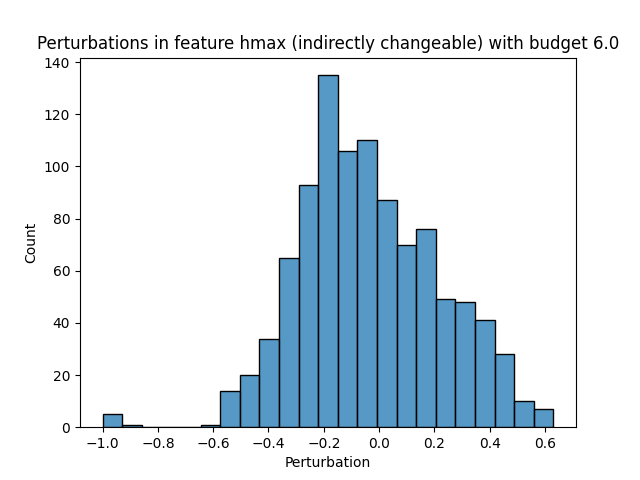 Perturbations in feature hmax (indirectly changeable) with budget 6.0
140
120
100
80
60
40
20
0
Count
−1.0 −0.8 −0.6 −0.4 −0.2 0.0 0.2 0.4 0.6
Perturbation